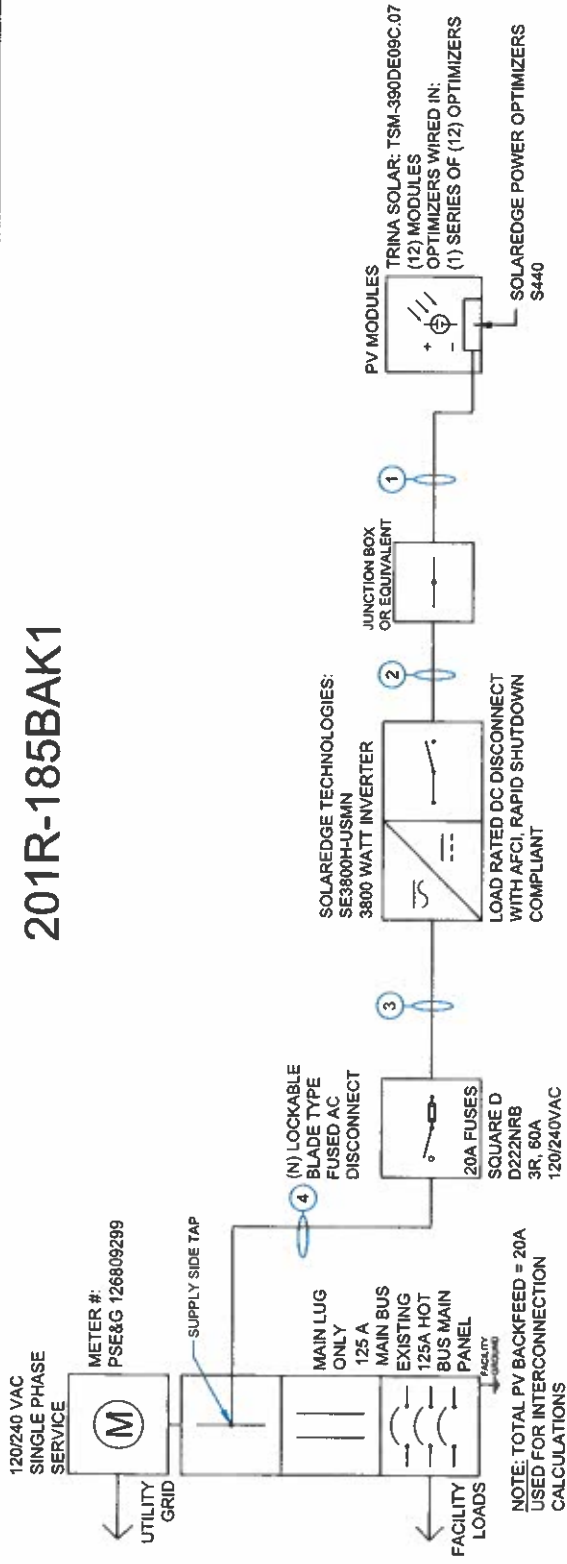 201R-185BAK1
120/240 VAC
SINGLE PHASE
SERVICE
METER #:
PSE&G 126809299
M
UTILITY
GRID
SUPPLY SIDE TAP
MAIN LUG
ONLY
125 A
MAIN BUS
EXISTING
125A HOT
BUS MAIN
PANEL
FACILITY
GROUND
FACILITY
LOADS
NOTE: TOTAL PV BACKFEED = 20A
USED FOR INTERCONNECTION
CALCULATIONS
4
(N) LOCKABLE
BLADE TYPE
FUSED AC
DISCONNECT
20A FUSES
SQUARE D
D222NRB
3R, 60A
120/240VAC
3
SOLAREDGE TECHNOLOGIES:
SE3800H-USMN
3800 WATT INVERTER
LOAD RATED DC DISCONNECT
WITH AFCI, RAPID SHUTDOWN
COMPLIANT
2
JUNCTION BOX
OR EQUIVALENT
1
PV MODULES
+
-
TRINA SOLAR: TSM-390DE09C.07
(12) MODULES
OPTIMIZERS WIRED IN:
(1) SERIES OF (12) OPTIMIZERS
SOLAREDGE POWER OPTIMIZERS
S440